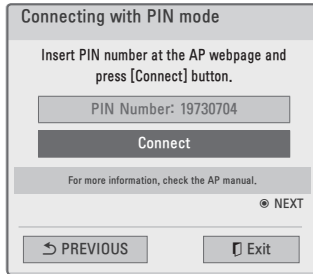 Connecting with PIN mode
Insert PIN number at the AP webpage and
press [Connect] button.
PIN Number: 19730704
Connect
For more information, check the AP manual.
◉ NEXT
PREVIOUS
Exit